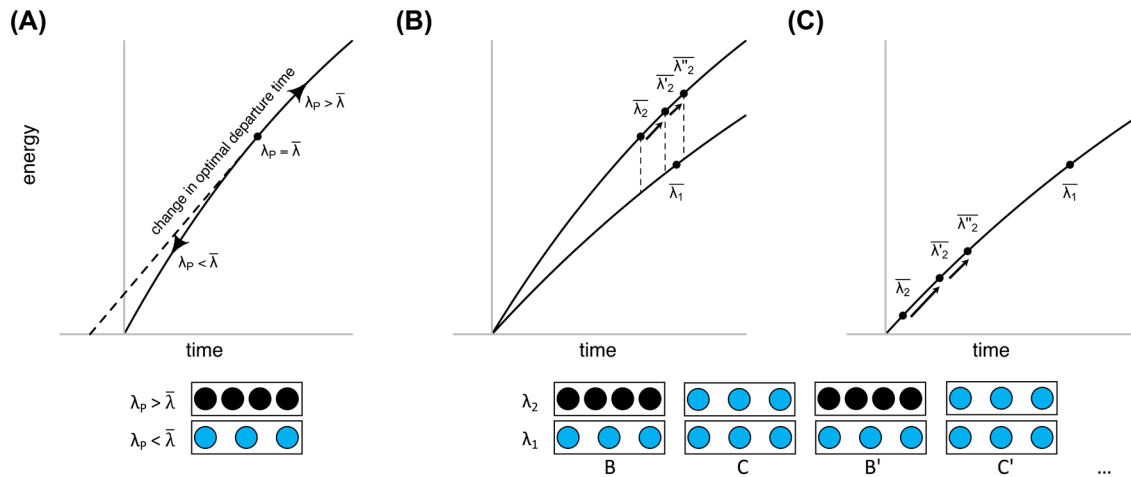 (A)
(B)
(C)
energy
change in optimal departure time
λP > λ̅
λP = λ̅
λP < λ̅
time
λ̅2
λ̅'2
λ̅"2
λ̅1
time
λ̅2
λ̅'2
λ̅"2
λ̅1
time
λP > λ̅
λP < λ̅
λ2
λ1
B C B' C' ...